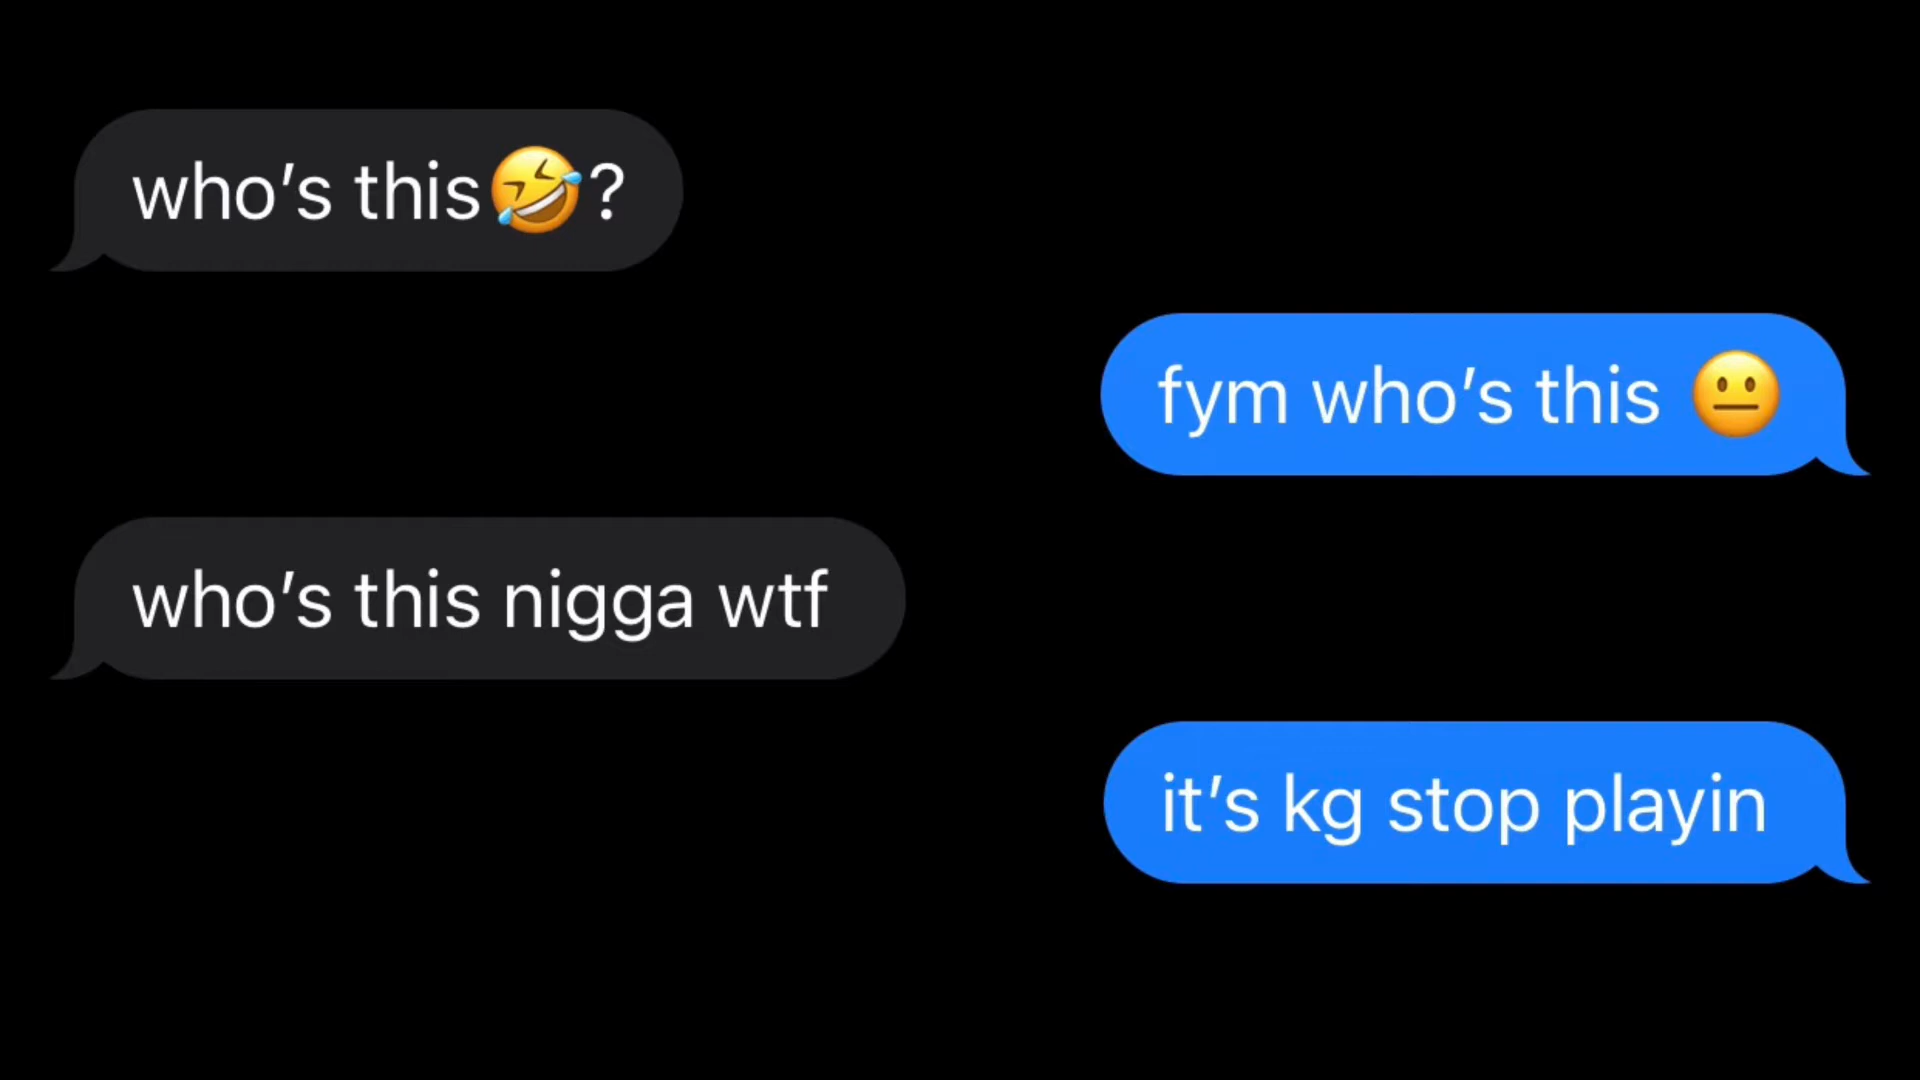 who’s this🤣?
fym who’s this 😐
who’s this nigga wtf
it’s kg stop playin